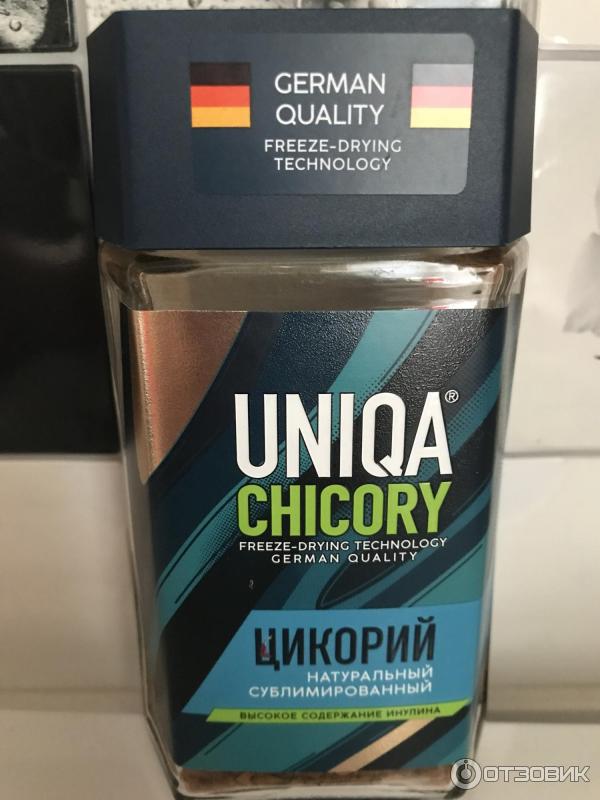 GERMAN
QUALITY
FREEZE-DRYING
TECHNOLOGY
UNIQA®
CHICORY
FREEZE-DRYING TECHNOLOGY
GERMAN QUALITY
ЦИКОРИЙ
НАТУРАЛЬНЫЙ
СУБЛИМИРОВАННЫЙ
ВЫСОКОЕ СОДЕРЖАНИЕ ИНУЛИНА
ОТЗОВИК